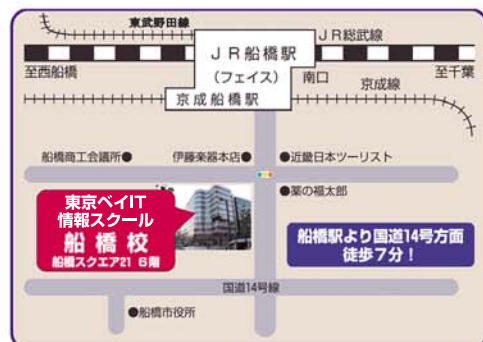 東武野田線
JR総武線
JR船橋駅
(フェイス)
至西船橋
南口
至千葉
京成線
京成船橋駅
船橋商工会議所●
伊藤楽器本店●
●近畿日本ツーリスト
●薬の福太郎
東京ベイIT
情報スクール
船橋校
船橋スクエア21 6階
船橋駅より国道14号方面
徒歩7分!
国道14号線
●船橋市役所